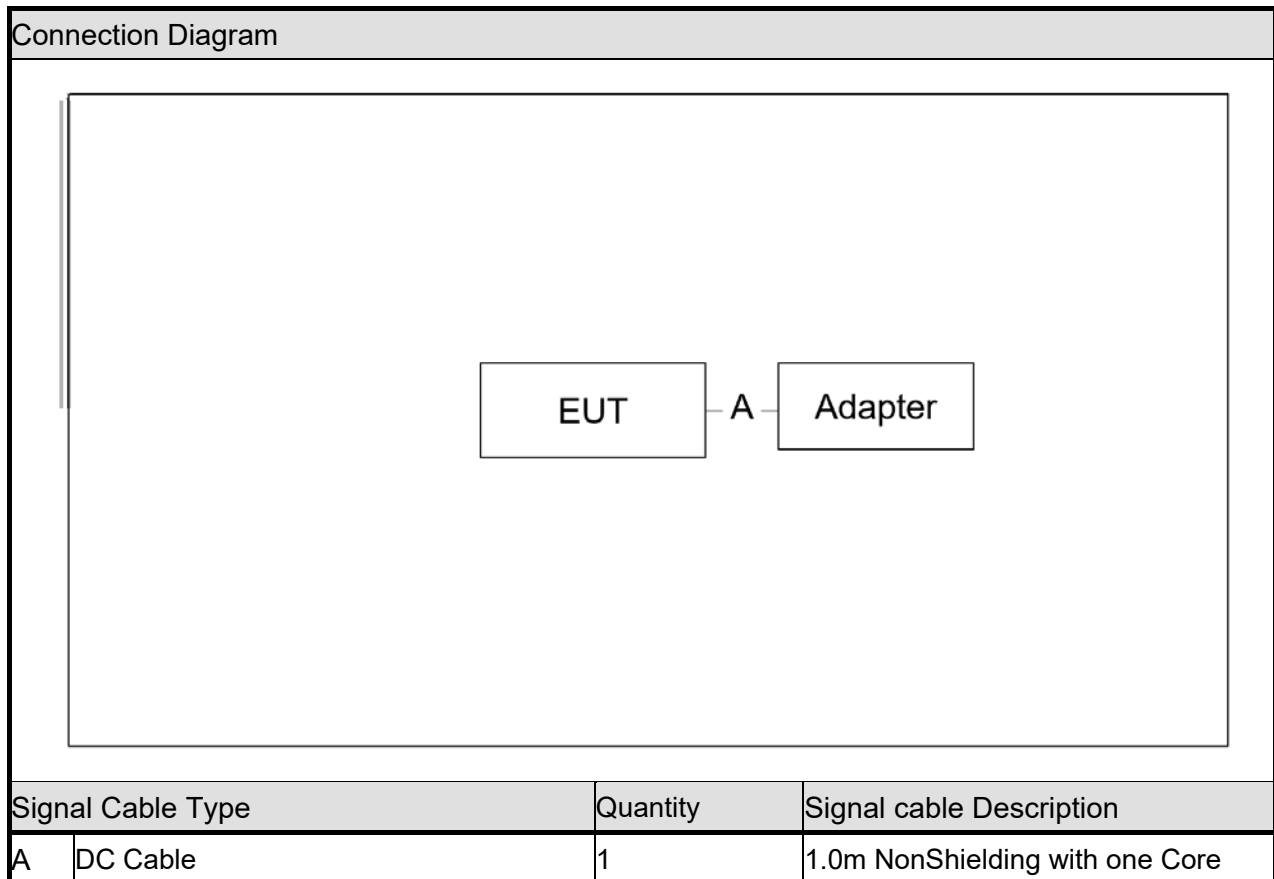 Connection Diagram
EUT A Adapter
Signal Cable Type Quantity Signal cable Description
A DC Cable 1 1.0m NonShielding with one Core